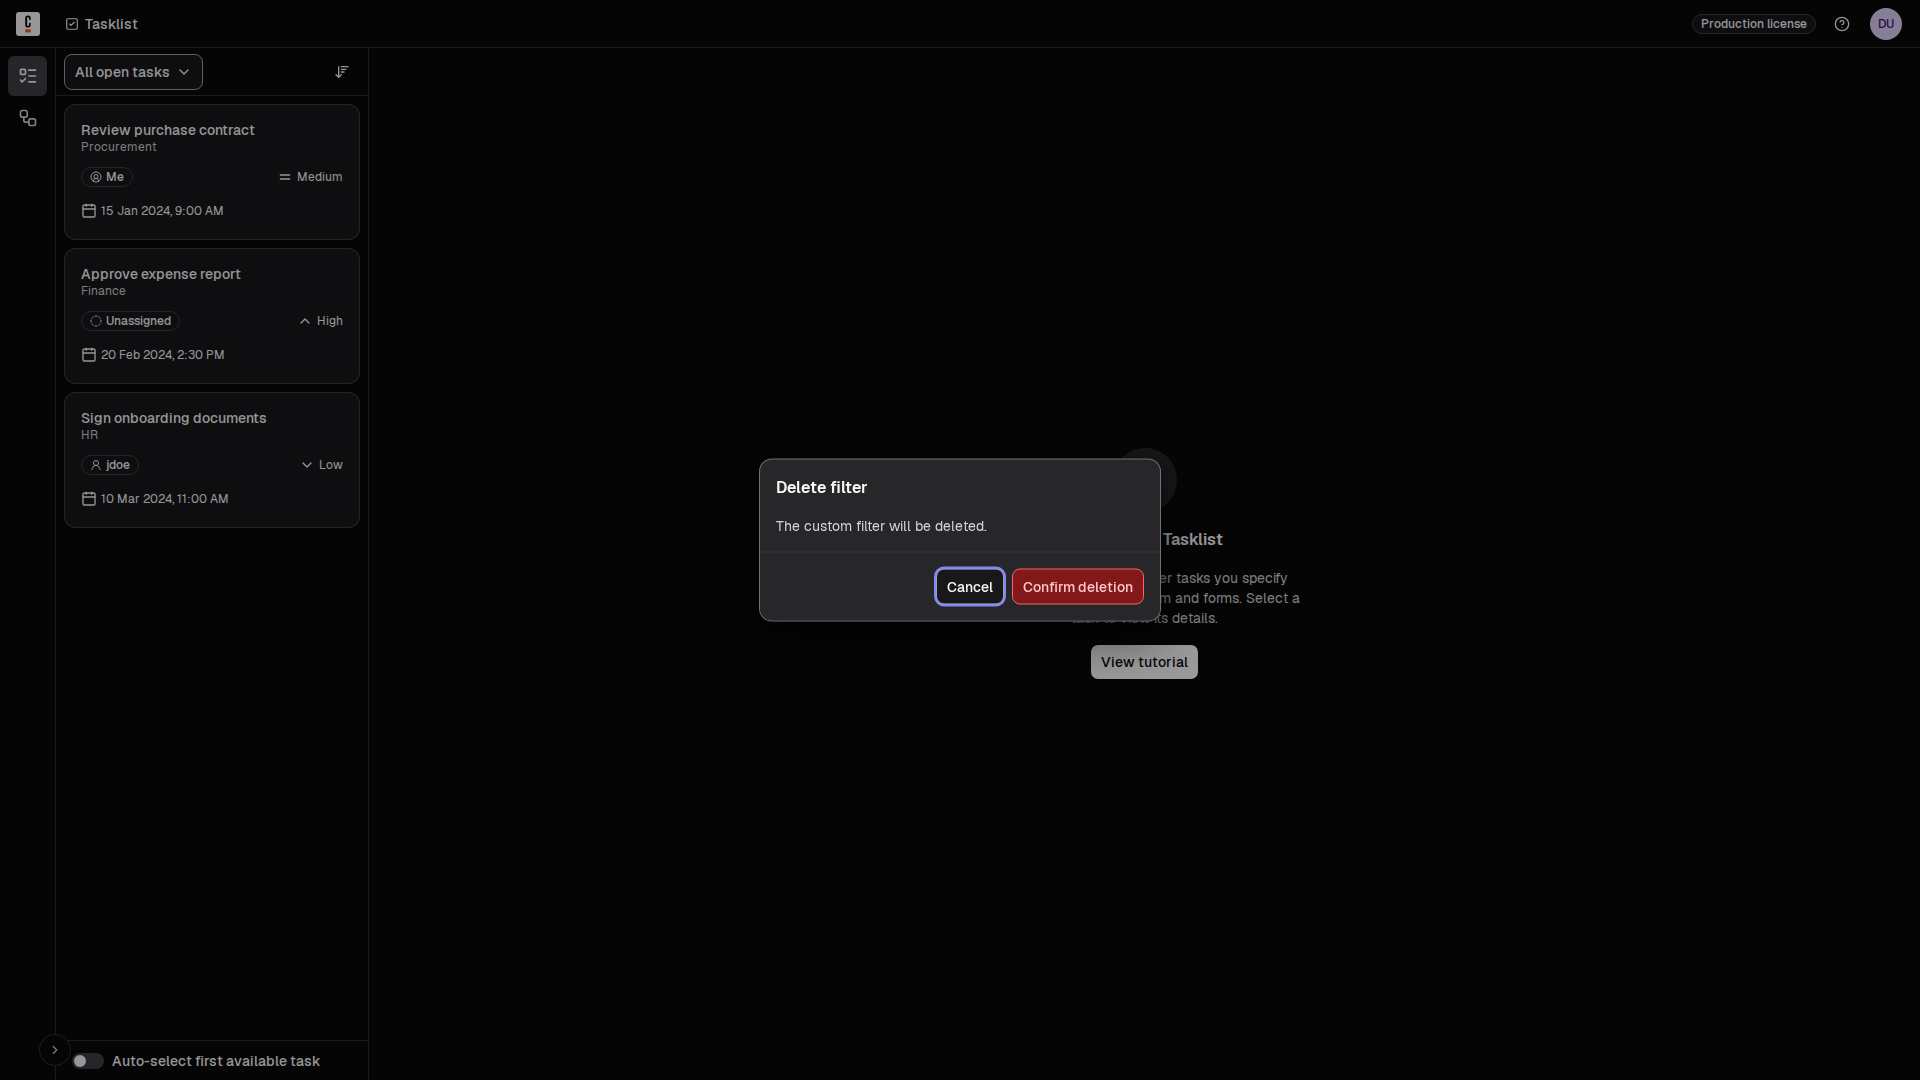 Tasklist
Production license
DU
All open tasks
Review purchase contract
Procurement
Me
Medium
15 Jan 2024, 9:00 AM
Approve expense report
Finance
Unassigned
High
20 Feb 2024, 2:30 PM
Sign onboarding documents
HR
jdoe
Low
10 Mar 2024, 11:00 AM
Delete filter
The custom filter will be deleted.
Cancel
Confirm deletion
Tasklist
tasks you specify
and forms. Select a
its details.
View tutorial
Auto-select first available task